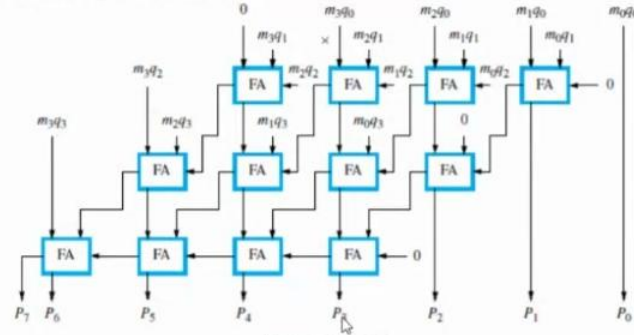 0 m₃q₀ m₂q₀ m₁q₀ m₀q₀
m₃q₁ × m₂q₁ m₁q₁ m₀q₁
m₃q₂ FA m₂q₂ FA m₁q₂ FA m₀q₂ FA 0
m₃q₃ m₂q₃ m₁q₃ m₀q₃ 0
FA FA FA FA
FA FA FA FA 0
P₇ P₆ P₅ P₄ P₃ P₂ P₁ P₀